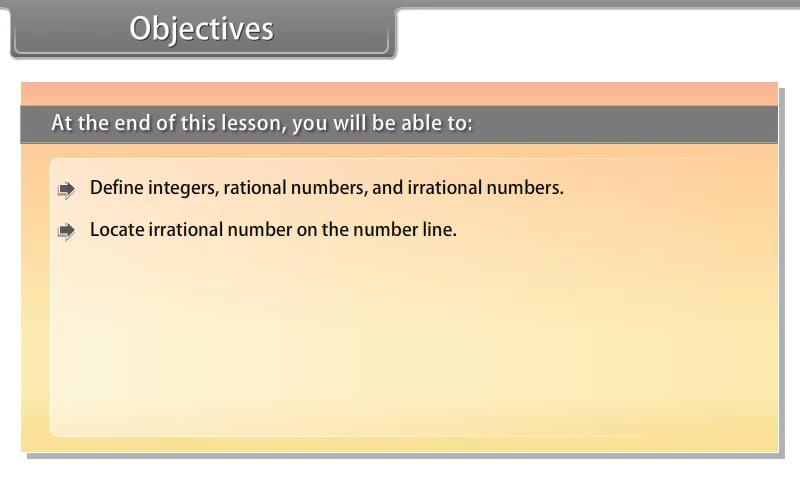 Objectives
At the end of this lesson, you will be able to:
Define integers, rational numbers, and irrational numbers.
Locate irrational number on the number line.